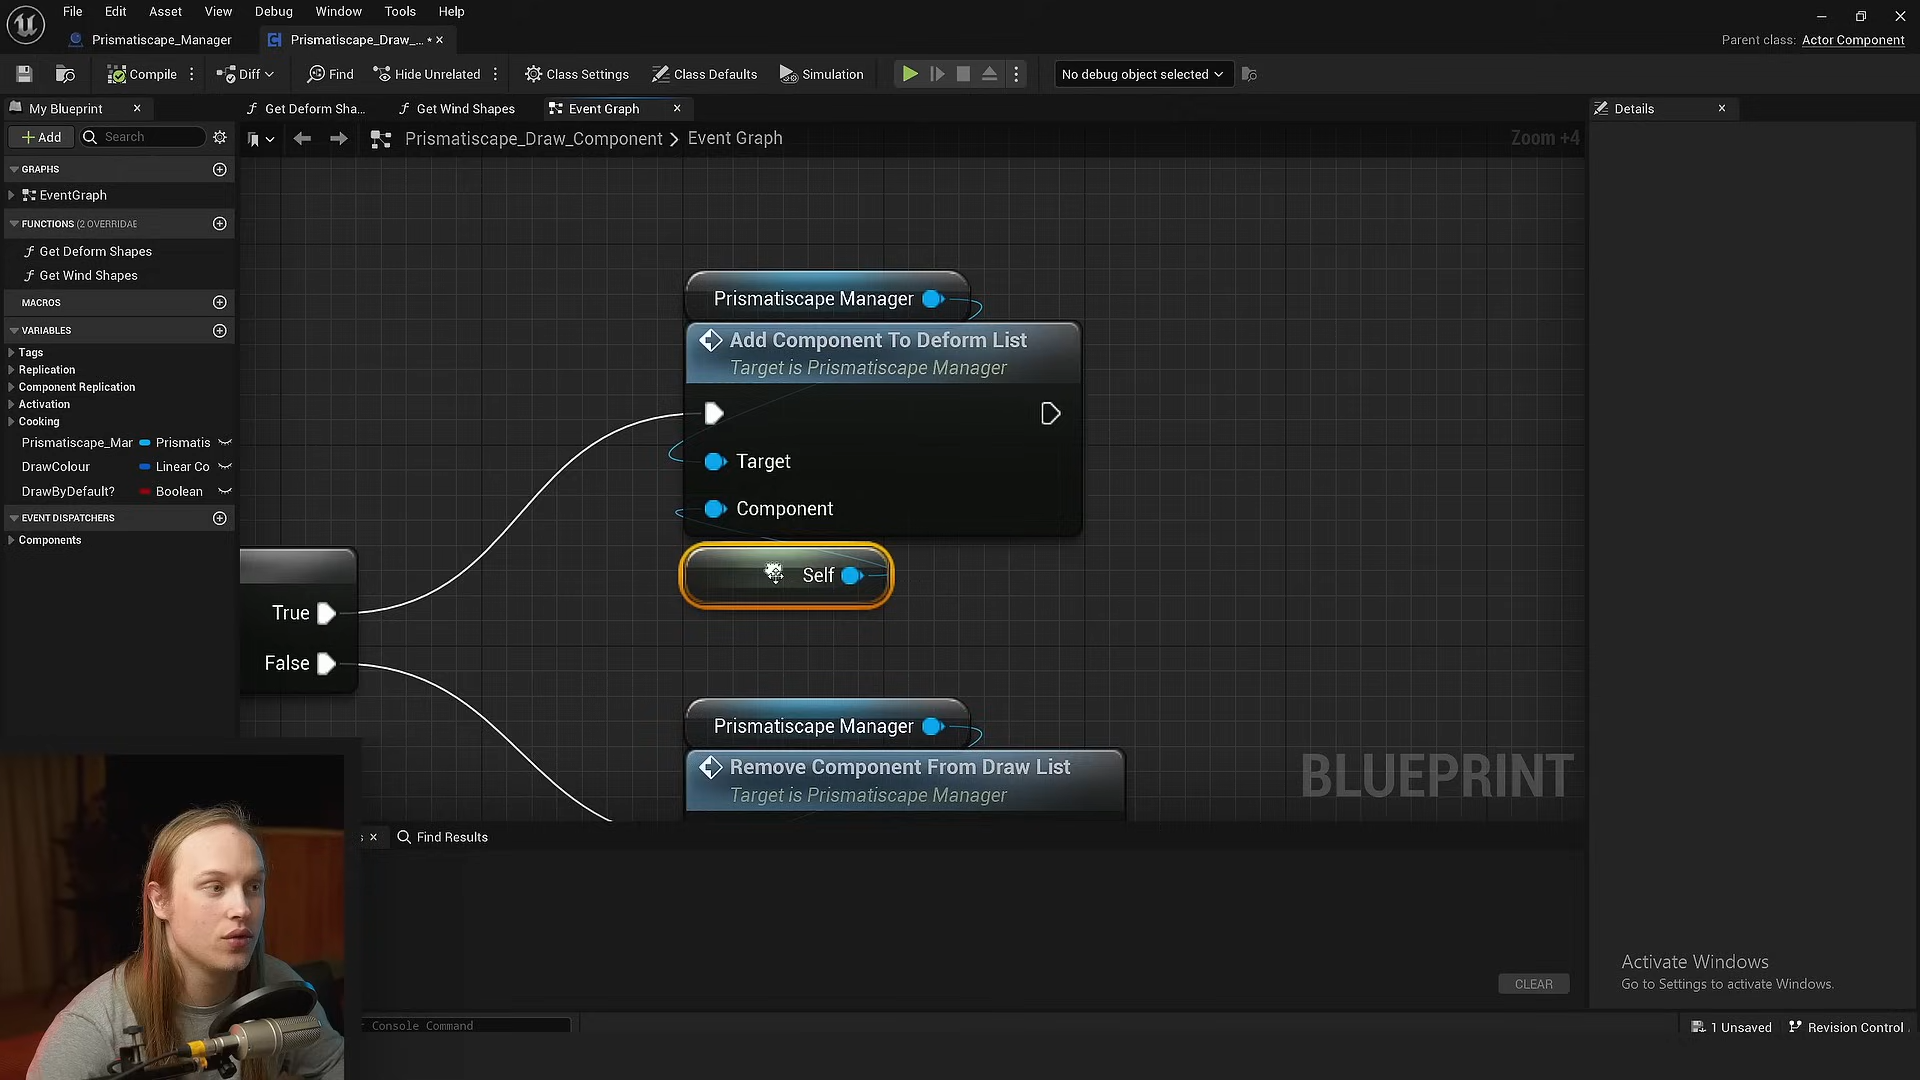 File Edit Asset View Debug Window Tools Help
Prismatiscape_Manager
Prismatiscape_Draw_...
Parent class: Actor Component
Compile
Diff
Find
Hide Unrelated
Class Settings
Class Defaults
Simulation
No debug object selected
My Blueprint
Get Deform Sha...
Get Wind Shapes
Event Graph
Details
Add
Search
Prismatiscape_Draw_Component > Event Graph
Zoom +4
GRAPHS
EventGraph
FUNCTIONS (2 OVERRIDAE
Get Deform Shapes
Get Wind Shapes
MACROS
VARIABLES
Tags
Replication
Component Replication
Activation
Cooking
Prismatiscape_Mar Prismatis
DrawColour Linear Co
DrawByDefault? Boolean
EVENT DISPATCHERS
Components
Prismatiscape Manager
Add Component To Deform List
Target is Prismatiscape Manager
Target
Component
Self
True
False
Prismatiscape Manager
Remove Component From Draw List
Target is Prismatiscape Manager
BLUEPRINT
Find Results
Activate Windows
Go to Settings to activate Windows.
CLEAR
Console Command
1 Unsaved
Revision Control